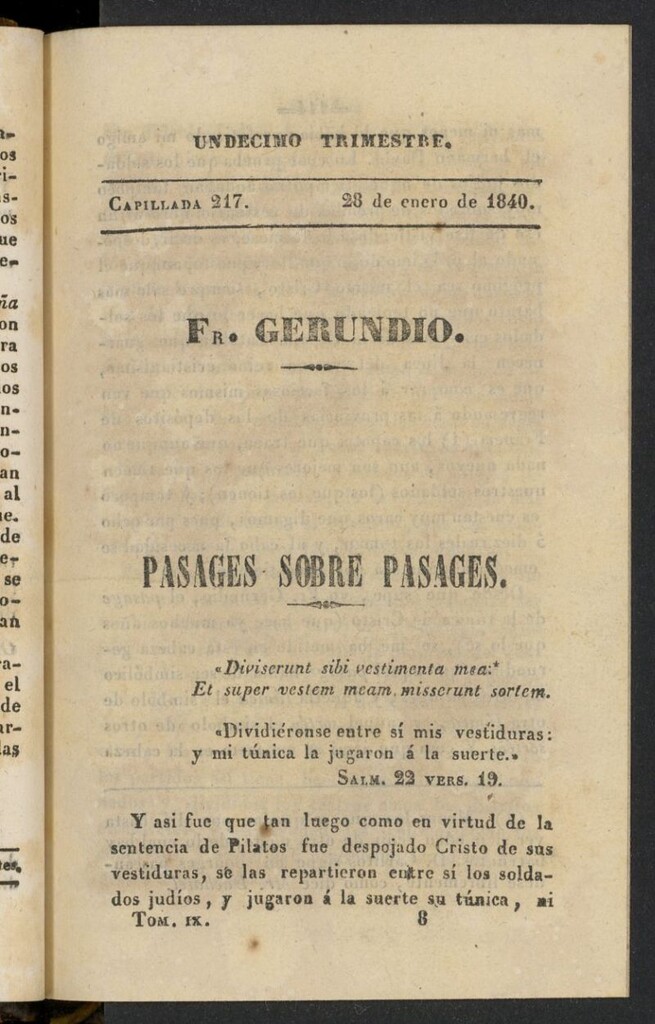 UNDECIMO TRIMESTRE.
CAPILLADA 217. 28 de enero de 1840.
FR. GERUNDIO.
PASAGES SOBRE PASAGES.
«Diviserunt sibi vestimenta mea:*
Et super vestem meam misserunt sortem.
«Dividiéronse entre sí mis vestiduras:
y mi túnica la jugaron á la suerte.»
SALM. 22 VERS. 19.
Y asi fue que tan luego como en virtud de la
sentencia de Pilatos fue despojado Cristo de sus
vestiduras, se las repartieron entre sí los solda-
dos judíos, y jugaron á la suerte su túnica, ni
TOM. IX. 8